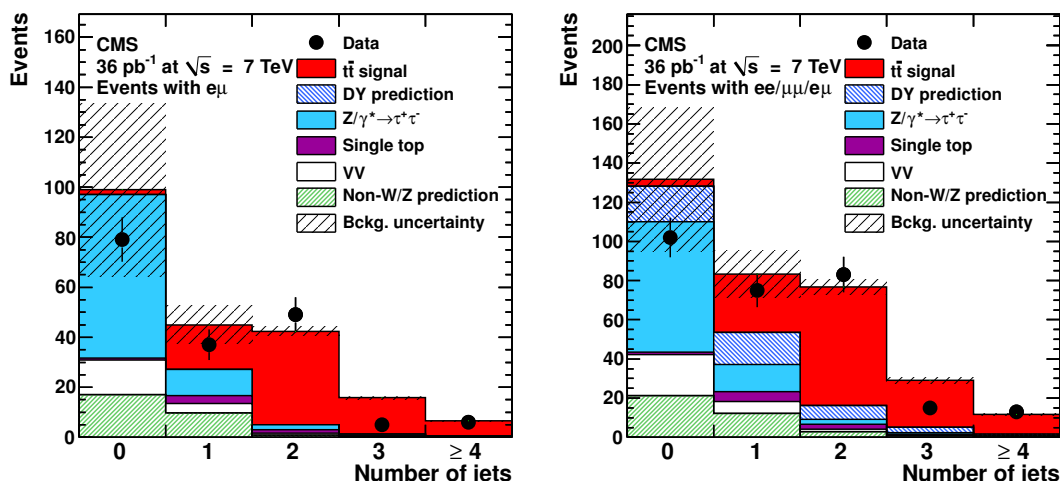 Events
160
140
120
100
80
60
40
20
0
CMS
36 pb⁻¹ at √s = 7 TeV
Events with eμ
Data
tt̄ signal
DY prediction
Z/γ*→τ⁺τ⁻
Single top
VV
Non-W/Z prediction
Bckg. uncertainty
0 1 2 3 ≥ 4
Number of jets
Events
200
180
160
140
120
100
80
60
40
20
0
CMS
36 pb⁻¹ at √s = 7 TeV
Events with ee/μμ/eμ
Data
tt̄ signal
DY prediction
Z/γ*→τ⁺τ⁻
Single top
VV
Non-W/Z prediction
Bckg. uncertainty
0 1 2 3 ≥ 4
Number of jets